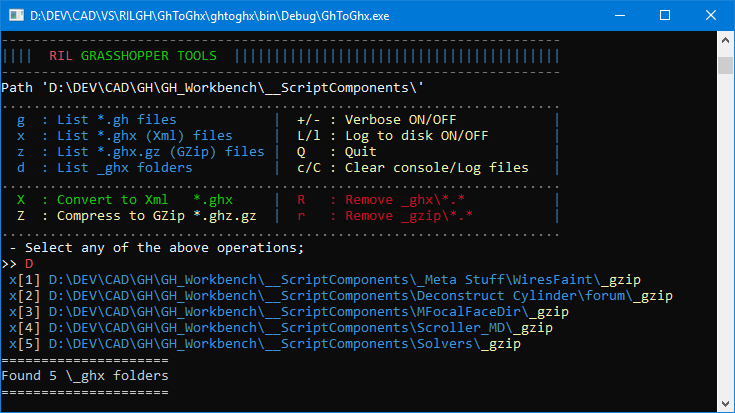 D:\DEV\CAD\VS\RILGH\GhToGhx\ghtoghx\bin\Debug\GhToGhx.exe
----------------------------------------------------------------------
||||  RIL GRASSHOPPER TOOLS  |||||||||||||||||||||||||||||||||||||||||
----------------------------------------------------------------------
Path 'D:\DEV\CAD\GH\GH_Workbench\__ScriptComponents\'
......................................................................
  g  : List *.gh files            |  +/- : Verbose ON/OFF            |
  x  : List *.ghx (Xml) files     |  L/l : Log to disk ON/OFF        |
  z  : List *.ghx.gz (GZip) files |  Q   : Quit                      |
  d  : List _ghx folders          |  c/C : Clear console/Log files   |
......................................................................
  X  : Convert to Xml   *.ghx     |  R   : Remove _ghx\*.*           |
  Z  : Compress to GZip *.ghz.gz  |  r   : Remove _gzip\*.*          |
......................................................................
 - Select any of the above operations;
>> D
 x[1] D:\DEV\CAD\GH\GH_Workbench\__ScriptComponents\_Meta Stuff\WiresFaint\_gzip
 x[2] D:\DEV\CAD\GH\GH_Workbench\__ScriptComponents\Deconstruct Cylinder\forum\_gzip
 x[3] D:\DEV\CAD\GH\GH_Workbench\__ScriptComponents\MFocalFaceDir\_gzip
 x[4] D:\DEV\CAD\GH\GH_Workbench\__ScriptComponents\Scroller_MD\_gzip
 x[5] D:\DEV\CAD\GH\GH_Workbench\__ScriptComponents\Solvers\_gzip
=====================
Found 5 \_ghx folders
=====================